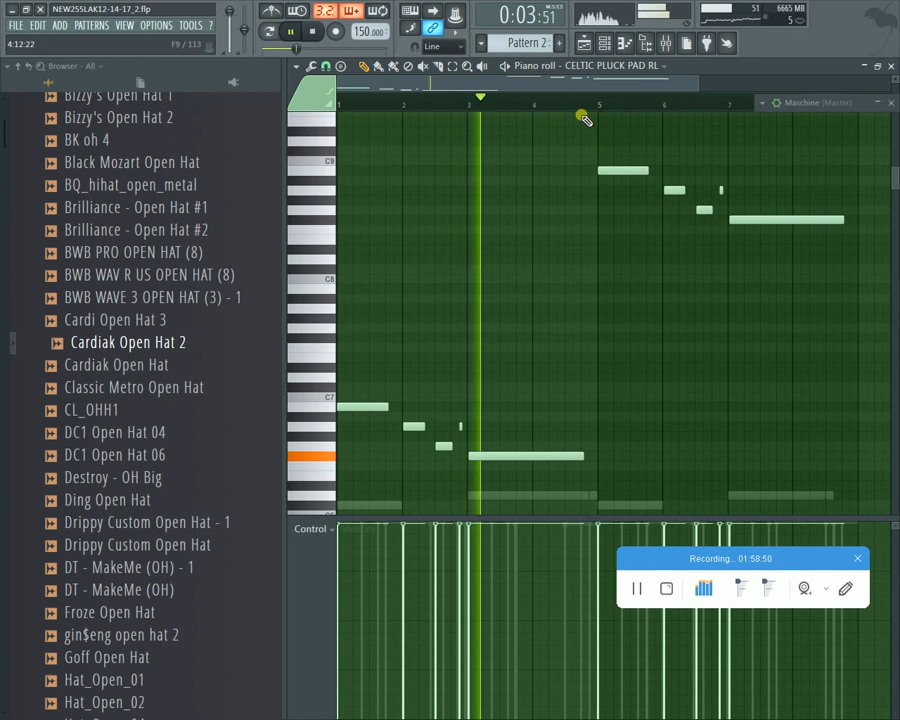 NEW25SLAK12-14-17_2.flp
FILE EDIT ADD PATTERNS VIEW OPTIONS TOOLS ?
4:12:22
F9 / 113
3.2
150.000
0:03:51
M:S:CS
Line
Pattern 2
51
6665 MB
5
Browser - All
Piano roll - CELTIC PLUCK PAD RL
Maschine (Master)
1 2 3 4 5 6 7
C9
C8
C7
Control
Bizzy's Open Hat 1
Bizzy's Open Hat 2
BK oh 4
Black Mozart Open Hat
BQ_hihat_open_metal
Brilliance - Open Hat #1
Brilliance - Open Hat #2
BWB PRO OPEN HAT (8)
BWB WAV R US OPEN HAT (8)
BWB WAVE 3 OPEN HAT (3) - 1
Cardi Open Hat 3
Cardiak Open Hat 2
Cardiak Open Hat
Classic Metro Open Hat
CL_OHH1
DC1 Open Hat 04
DC1 Open Hat 06
Destroy - OH Big
Ding Open Hat
Drippy Custom Open Hat - 1
Drippy Custom Open Hat
DT - MakeMe (OH) - 1
DT - MakeMe (OH)
Froze Open Hat
gin$eng open hat 2
Goff Open Hat
Hat_Open_01
Hat_Open_02
Recording... 01:58:50